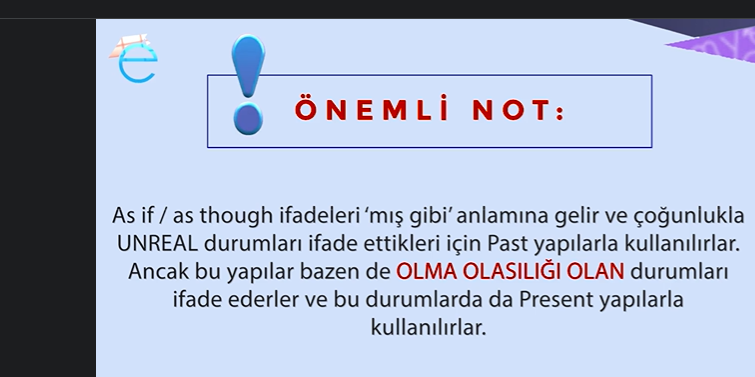 ÖNEMLİ NOT:
As if / as though ifadeleri ‘mış gibi’ anlamına gelir ve çoğunlukla
UNREAL durumları ifade ettikleri için Past yapılarla kullanılırlar.
Ancak bu yapılar bazen de OLMA OLASILIĞI OLAN durumları
ifade ederler ve bu durumlarda da Present yapılarla
kullanılırlar.